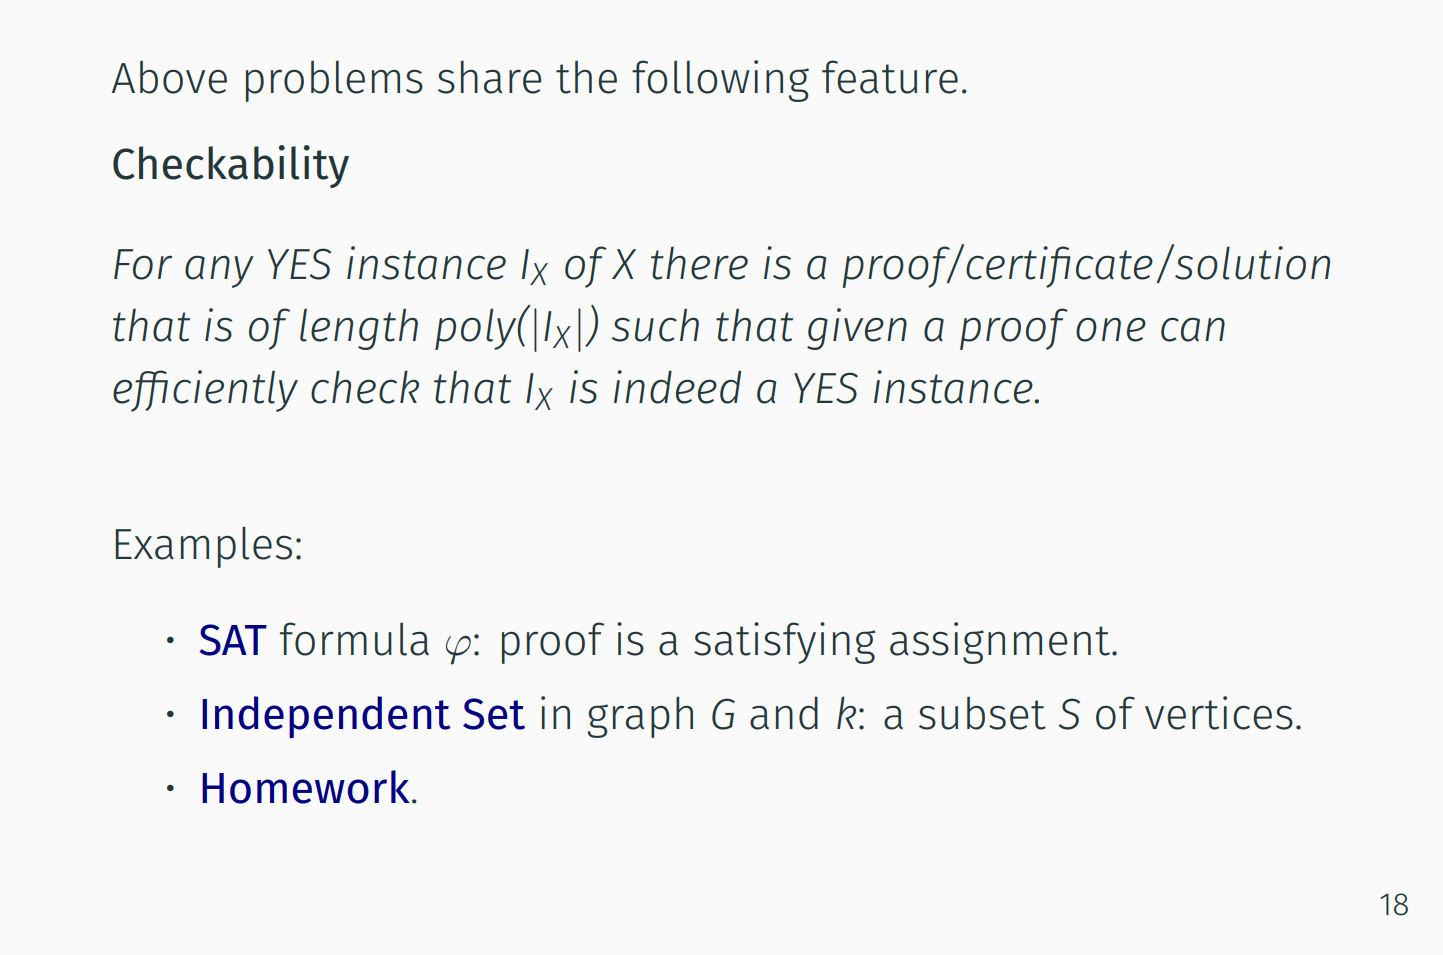 Above problems share the following feature.
Checkability
For any YES instance I_X of X there is a proof/certificate/solution
that is of length poly(|I_X|) such that given a proof one can
efficiently check that I_X is indeed a YES instance.
Examples:
• SAT formula φ: proof is a satisfying assignment.
• Independent Set in graph G and k: a subset S of vertices.
• Homework.
18